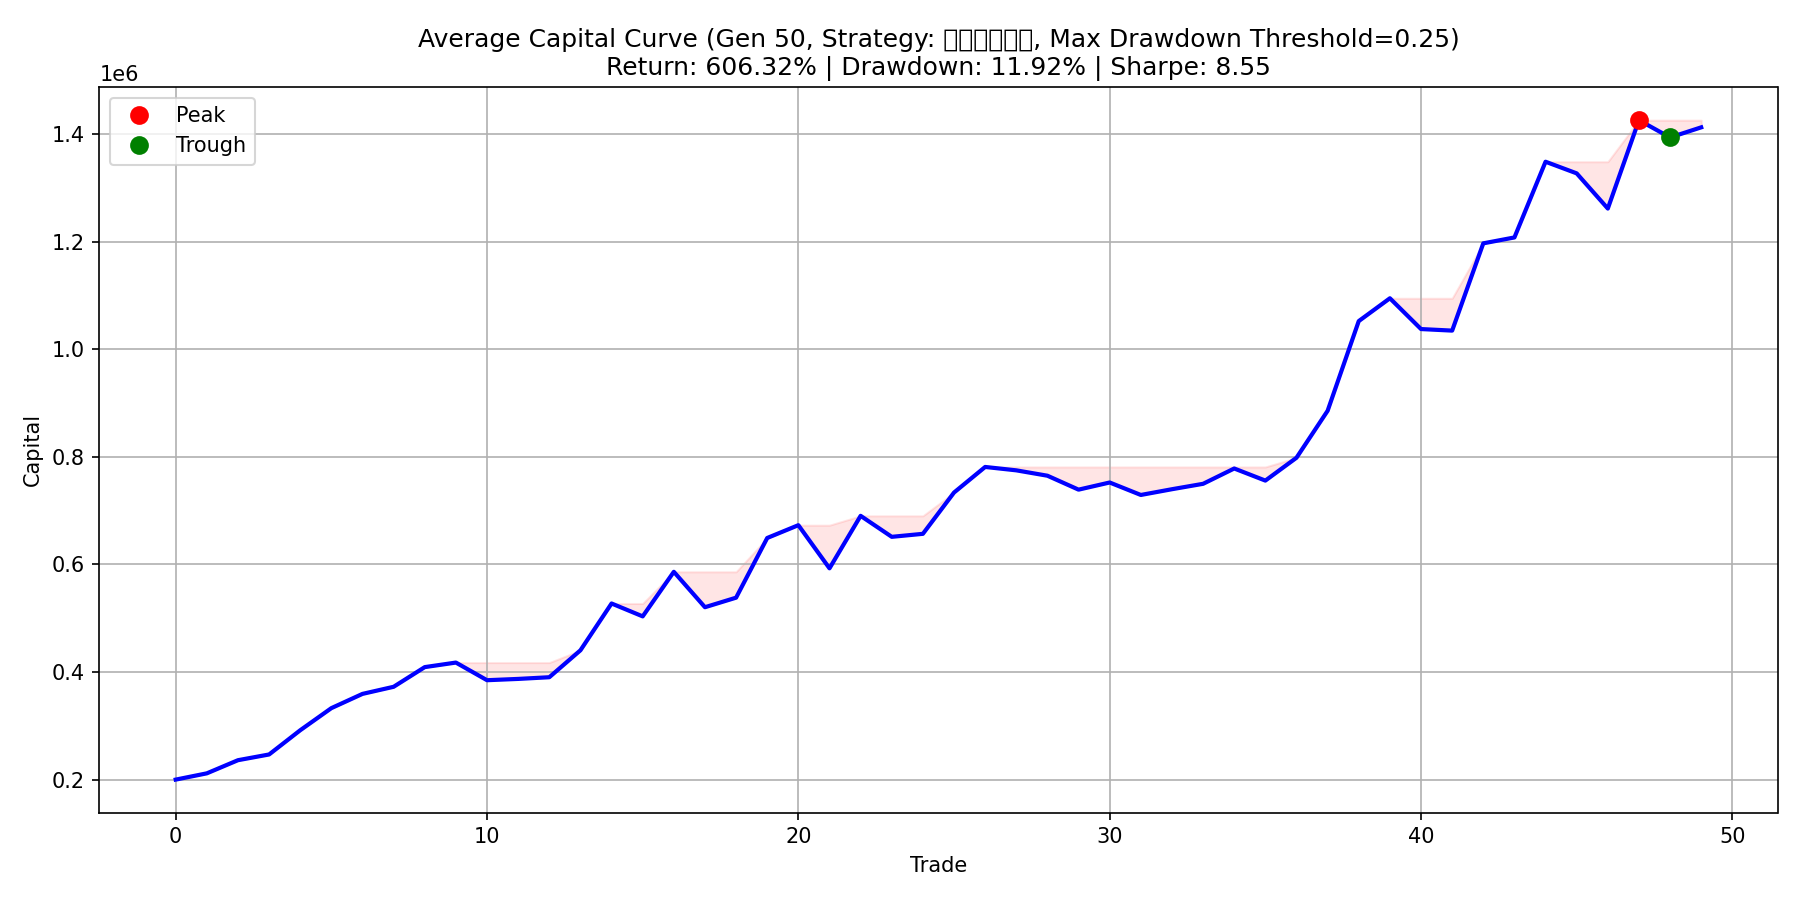 Average Capital Curve (Gen 50, Strategy: □□□□□□, Max Drawdown Threshold=0.25)
Return: 606.32% | Drawdown: 11.92% | Sharpe: 8.55
1e6
Peak
Trough
1.4
1.2
1.0
0.8
0.6
0.4
0.2
Capital
0 10 20 30 40 50
Trade